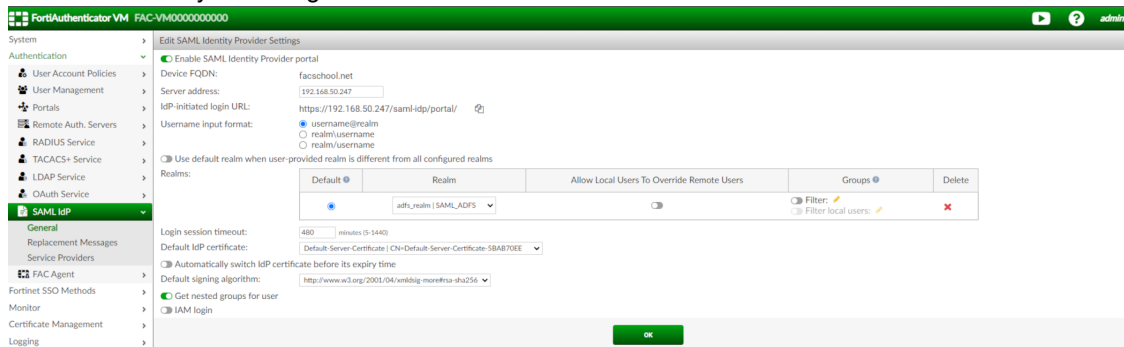 FortiAuthenticator VM FAC-VM0000000000
admin
System
Authentication
User Account Policies
User Management
Portals
Remote Auth. Servers
RADIUS Service
TACACS+ Service
LDAP Service
OAuth Service
SAML IdP
General
Replacement Messages
Service Providers
FAC Agent
Fortinet SSO Methods
Monitor
Certificate Management
Logging
Edit SAML Identity Provider Settings
Enable SAML Identity Provider portal
Device FQDN: facschool.net
Server address: 192.168.50.247
IdP-initiated login URL: https://192.168.50.247/saml-idp/portal/
Username input format: username@realm
realm\username
realm/username
Use default realm when user-provided realm is different from all configured realms
Realms:
Default Realm Allow Local Users To Override Remote Users Groups Delete
adfs_realm | SAML_ADFS Filter:
Filter local users:
Login session timeout: 480 minutes (5-1440)
Default IdP certificate: Default-Server-Certificate | CN=Default-Server-Certificate-5BAB70EE
Automatically switch IdP certificate before its expiry time
Default signing algorithm: http://www.w3.org/2001/04/xmldsig-more#rsa-sha256
Get nested groups for user
IAM login
OK